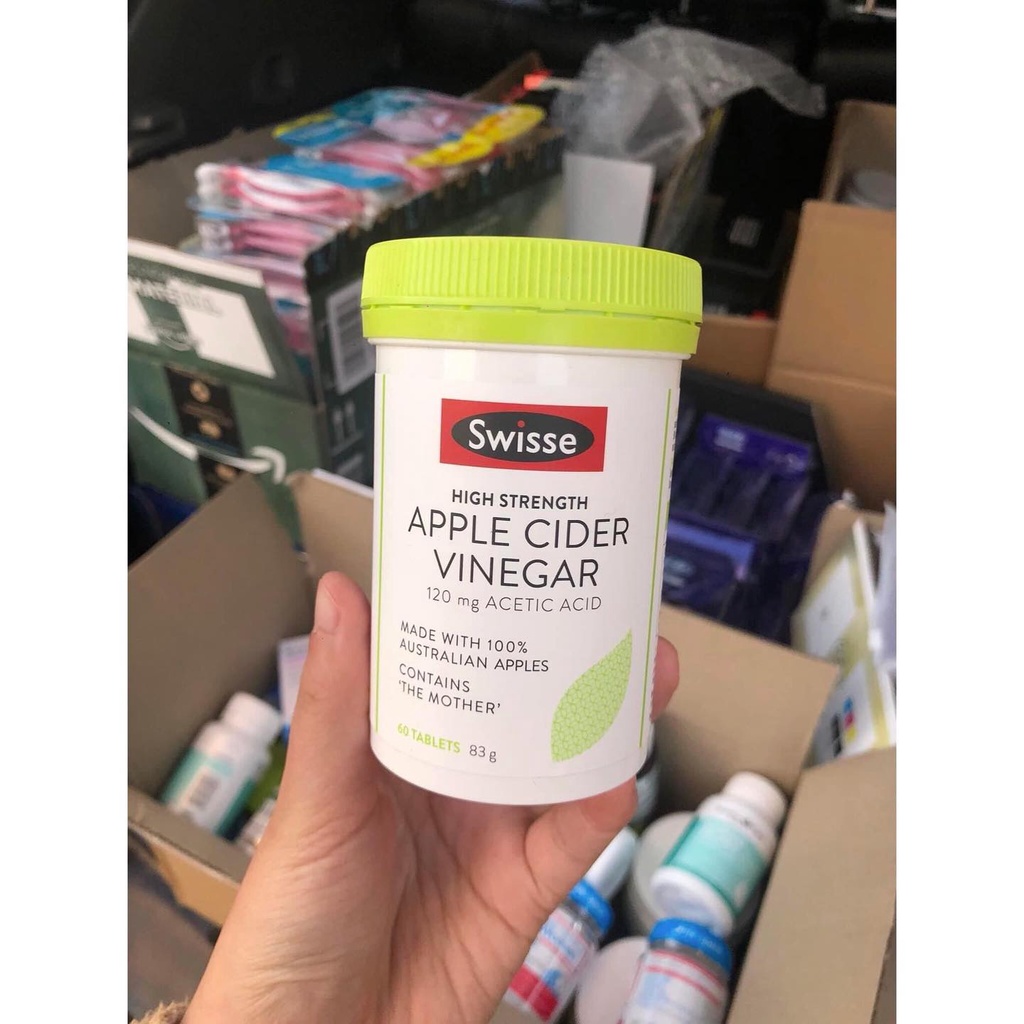 Swisse
HIGH STRENGTH
APPLE CIDER
VINEGAR
120 mg ACETIC ACID
MADE WITH 100%
AUSTRALIAN APPLES
CONTAINS
'THE MOTHER'
60 TABLETS 83 g